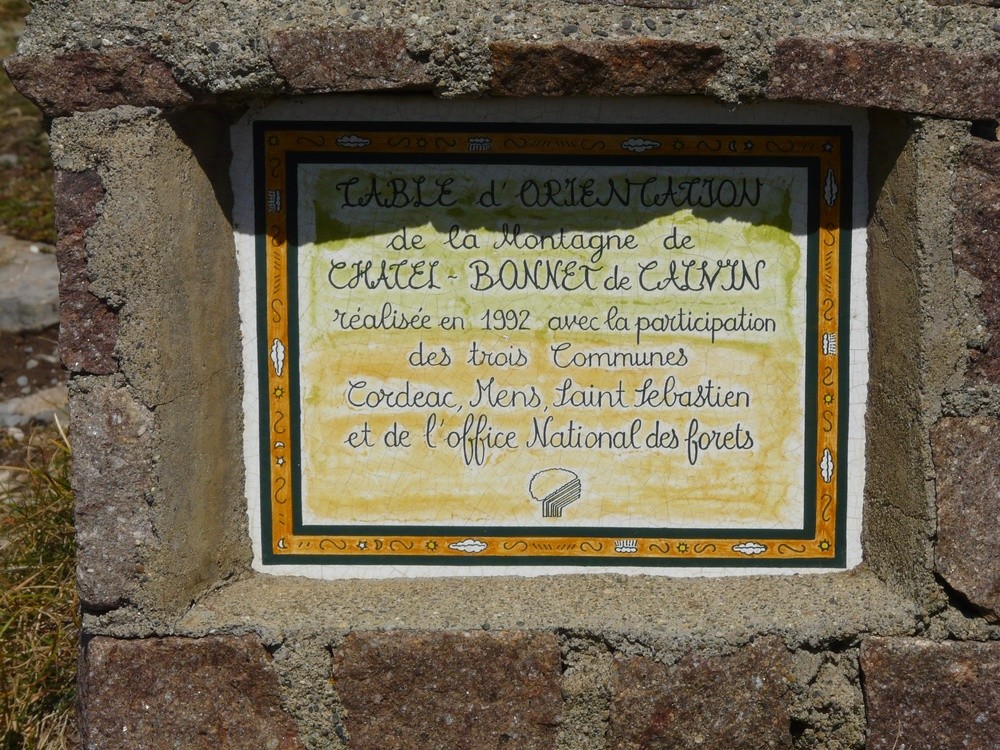 TABLE d'ORIENTATION
de la Montagne de
CHATEL - BONNET de CALVIN
réalisée en 1992 avec la participation
des trois Communes
Cordeac, Mens, Saint Sebastien
et de l'office National des forets